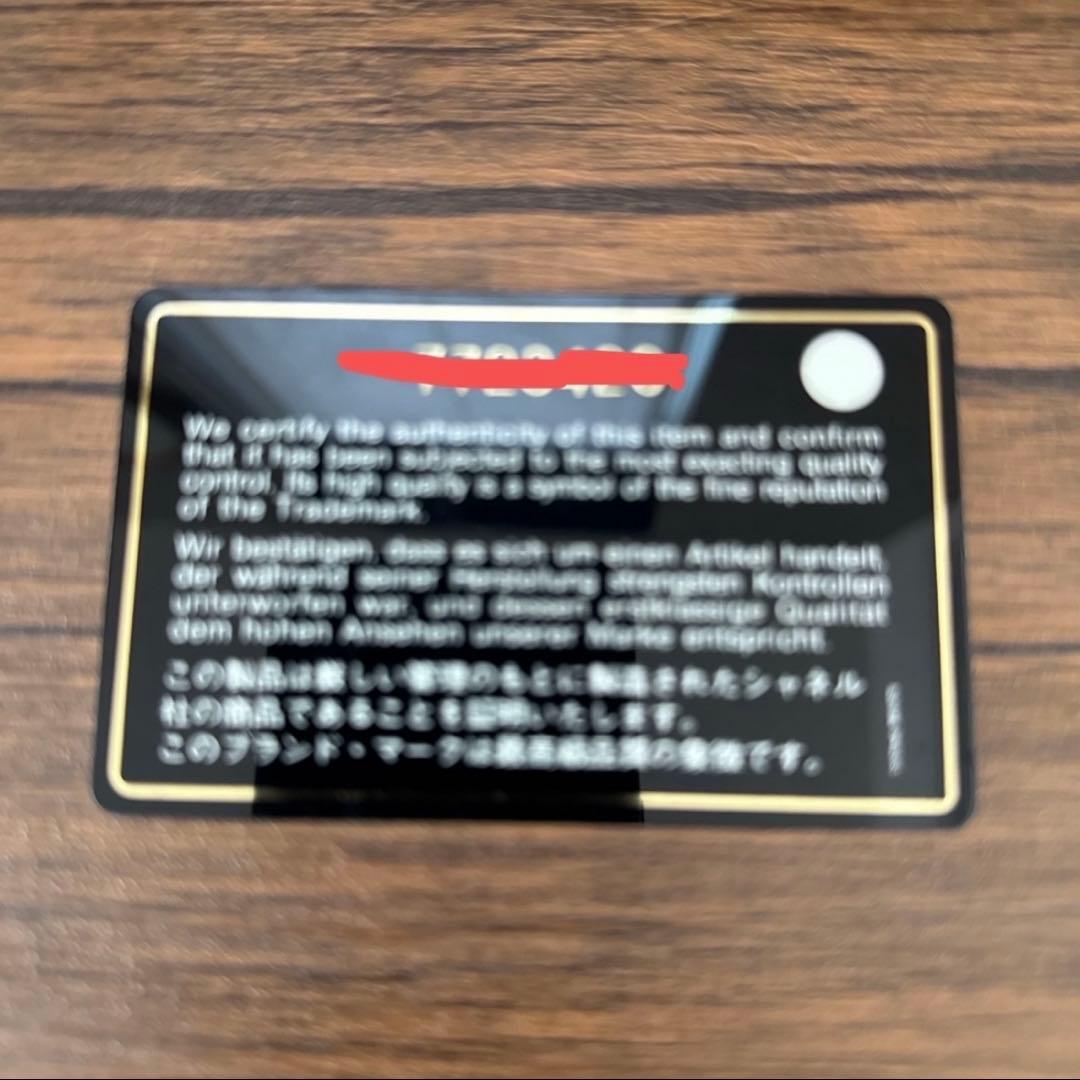 We certify the authenticity of this item and confirm
that it has been subjected to the most exacting quality
control. Its high quality is a symbol of the fine reputation
of the Trademark.
Wir bestätigen, dass es sich um einen Artikel handelt,
der während seiner Herstellung strengsten Kontrollen
unterworfen war, und dessen erstklassige Qualität
dem hohen Ansehen unserer Marke entspricht.
この製品は厳しい管理のもとに製造されたシャネル
社の商品であることを証明いたします。
このブランド・マークは最高級品質の象徴です。